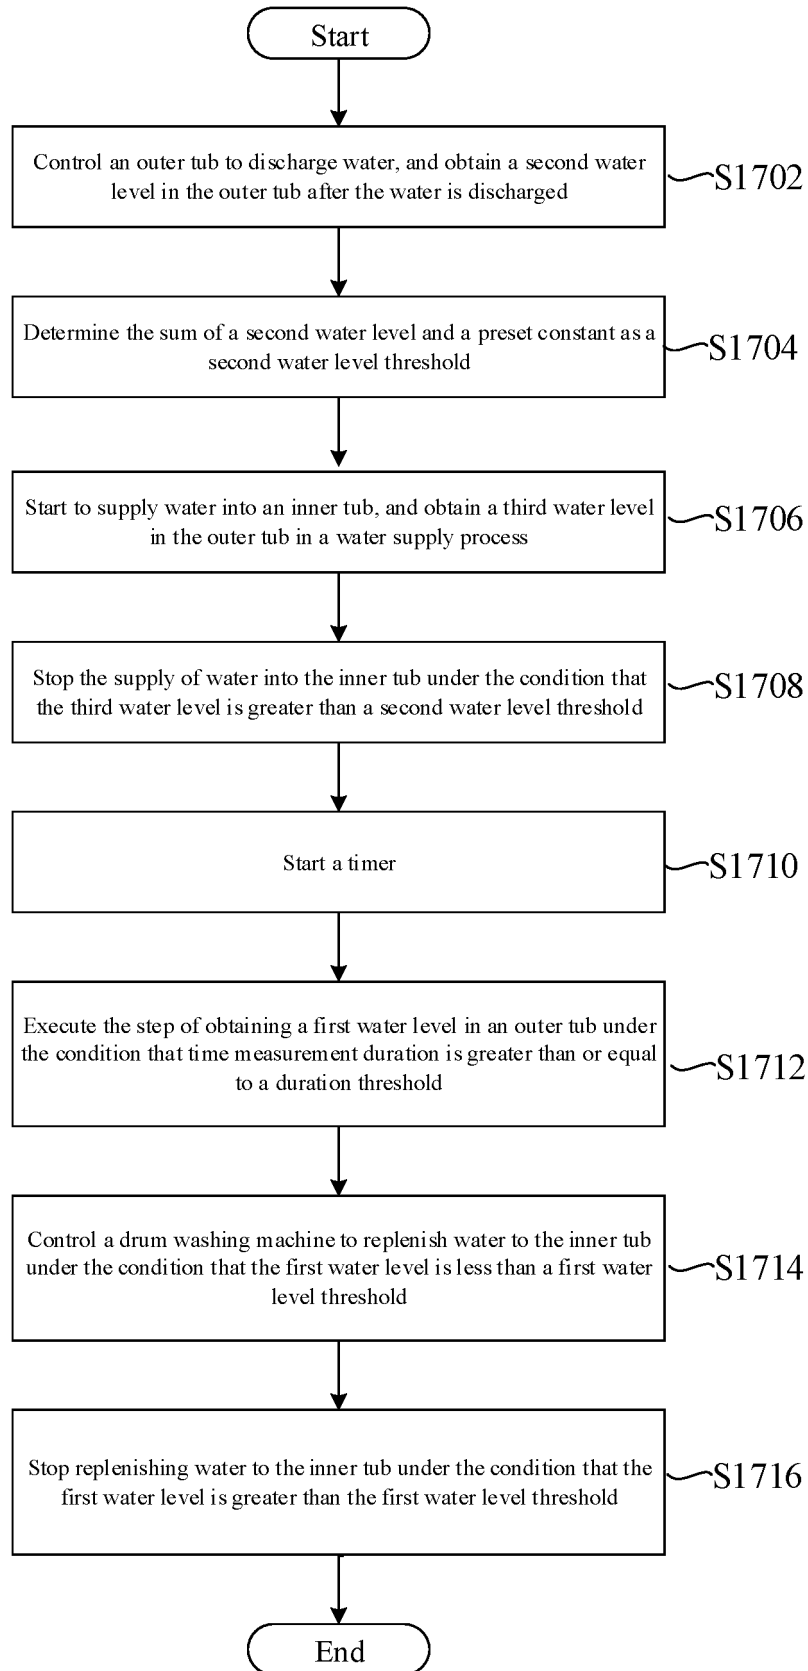 Start
Control an outer tub to discharge water, and obtain a second water
level in the outer tub after the water is discharged
S1702
Determine the sum of a second water level and a preset constant as a
second water level threshold
S1704
Start to supply water into an inner tub, and obtain a third water level
in the outer tub in a water supply process
S1706
Stop the supply of water into the inner tub under the condition that
the third water level is greater than a second water level threshold
S1708
Start a timer
S1710
Execute the step of obtaining a first water level in an outer tub under
the condition that time measurement duration is greater than or equal
to a duration threshold
S1712
Control a drum washing machine to replenish water to the inner tub
under the condition that the first water level is less than a first water
level threshold
S1714
Stop replenishing water to the inner tub under the condition that the
first water level is greater than the first water level threshold
S1716
End